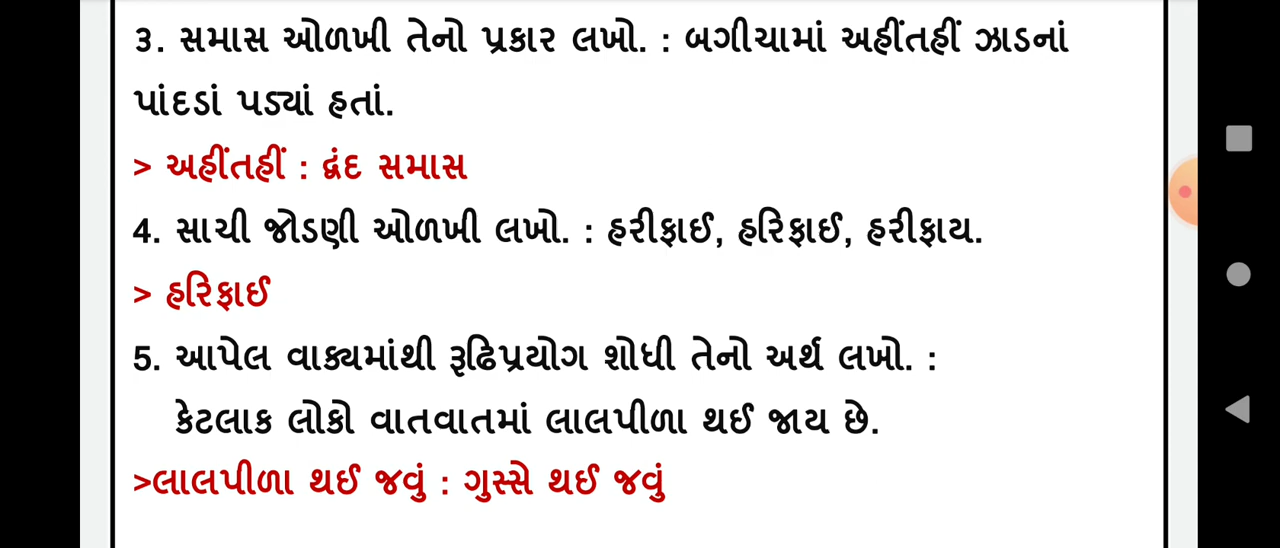 ૩. સમાસ ઓળખી તેનો પ્રકાર લખો. : બગીચામાં અહીંતહીં ઝાડનાં
પાંદડાં પડ્યાં હતાં.
> અહીંતહીં : દ્વંદ સમાસ
4. સાચી જોડણી ઓળખી લખો. : હરીફાઈ, હરિફાઈ, હરીફાય.
> હરિફાઈ
5. આપેલ વાક્યમાંથી રૂઢિપ્રયોગ શોધી તેનો અર્થ લખો. :
કેટલાક લોકો વાતવાતમાં લાલપીળા થઈ જાય છે.
>લાલપીળા થઈ જવું : ગુસ્સે થઈ જવું